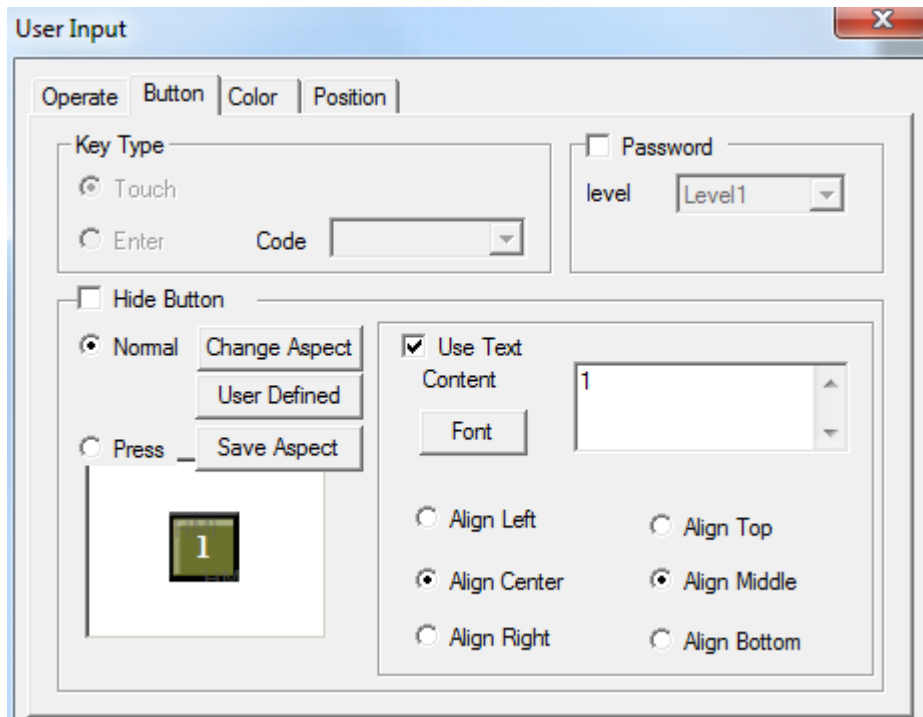 User Input
Operate Button Color Position
Key Type
Password
Touch
level Level1
Enter Code
Hide Button
Normal Change Aspect
Use Text
Content 1
User Defined
Font
Press Save Aspect
1
Align Left Align Top
Align Center Align Middle
Align Right Align Bottom